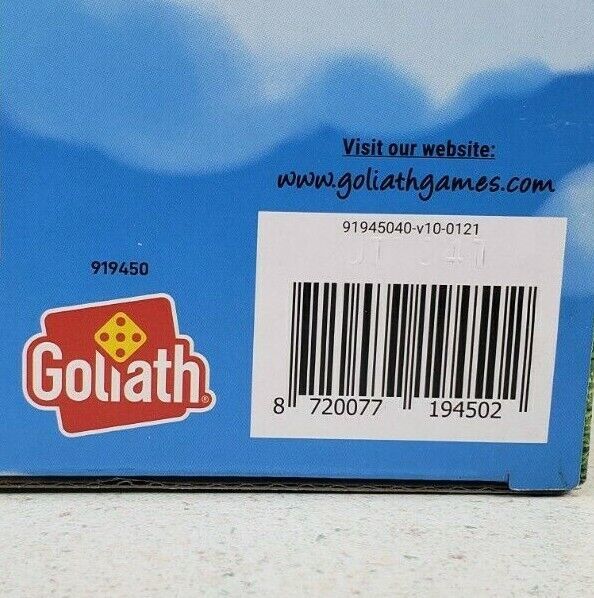 Visit our website:
www.goliathgames.com
91945040-v10-0121
919450
Goliath®
8 720077 194502